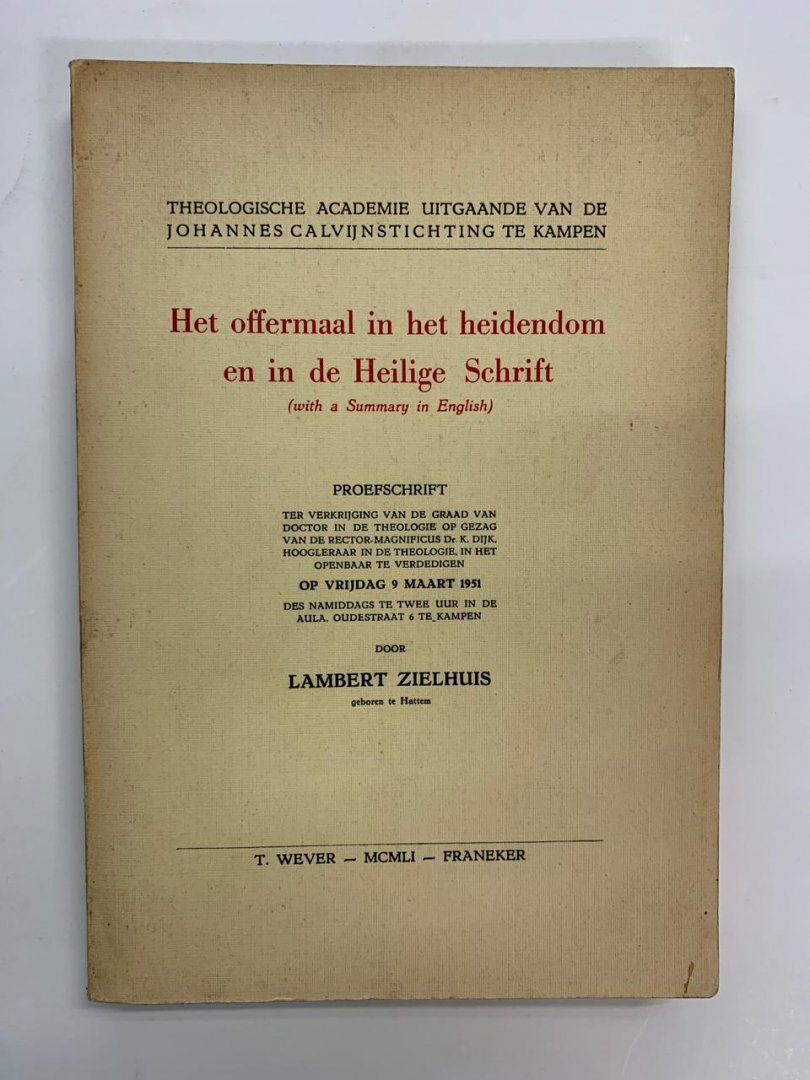 THEOLOGISCHE ACADEMIE UITGAANDE VAN DE
JOHANNES CALVIJNSTICHTING TE KAMPEN
Het offermaal in het heidendom
en in de Heilige Schrift
(with a Summary in English)
PROEFSCHRIFT
TER VERKRIJGING VAN DE GRAAD VAN
DOCTOR IN DE THEOLOGIE OP GEZAG
VAN DE RECTOR-MAGNIFICUS Dr. K. DIJK,
HOOGLERAAR IN DE THEOLOGIE, IN HET
OPENBAAR TE VERDEDIGEN
OP VRIJDAG 9 MAART 1951
DES NAMIDDAGS TE TWEE UUR IN DE
AULA, OUDESTRAAT 6 TE KAMPEN
DOOR
LAMBERT ZIELHUIS
geboren te Hattem
T. WEVER — MCMLI — FRANEKER